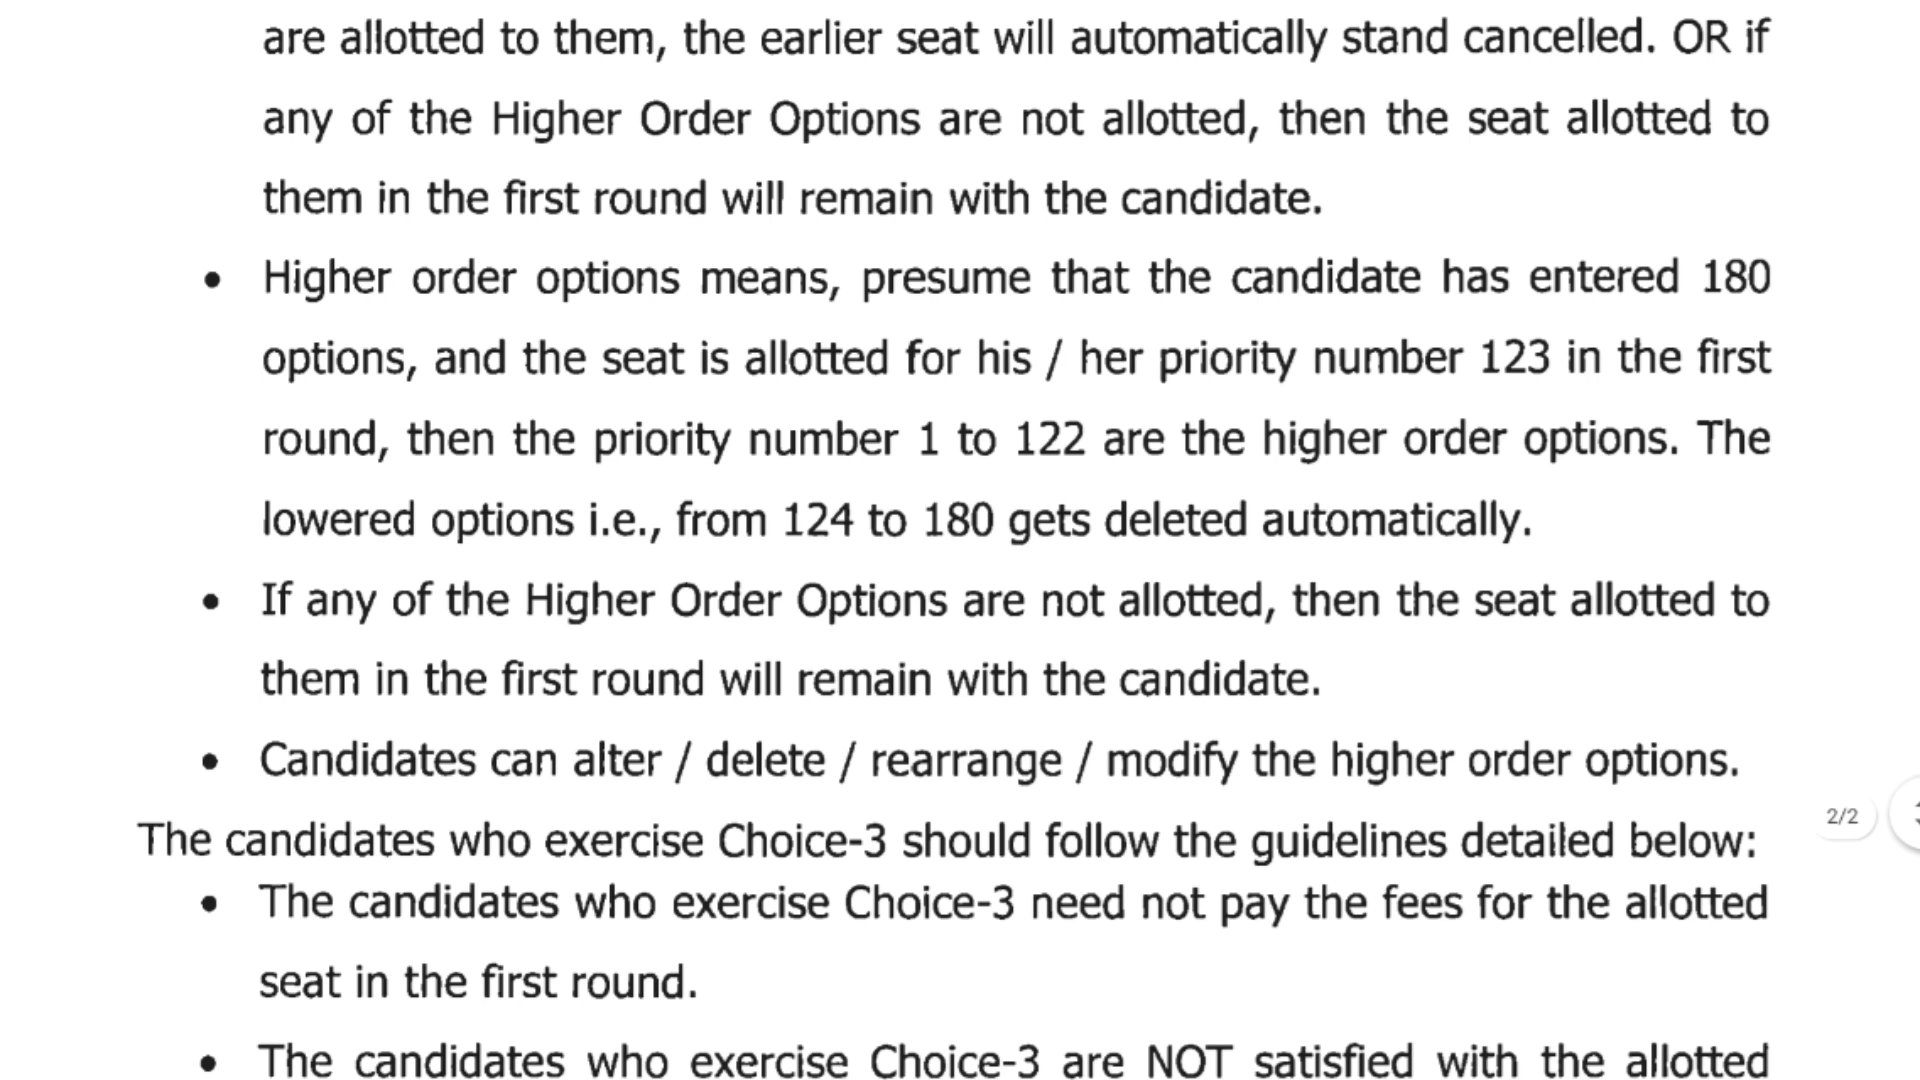 are allotted to them, the earlier seat will automatically stand cancelled. OR if
any of the Higher Order Options are not allotted, then the seat allotted to
them in the first round will remain with the candidate.
• Higher order options means, presume that the candidate has entered 180
options, and the seat is allotted for his / her priority number 123 in the first
round, then the priority number 1 to 122 are the higher order options. The
lowered options i.e., from 124 to 180 gets deleted automatically.
• If any of the Higher Order Options are not allotted, then the seat allotted to
them in the first round will remain with the candidate.
• Candidates can alter / delete / rearrange / modify the higher order options.
2/2
The candidates who exercise Choice-3 should follow the guidelines detailed below:
• The candidates who exercise Choice-3 need not pay the fees for the allotted
seat in the first round.
• The candidates who exercise Choice-3 are NOT satisfied with the allotted